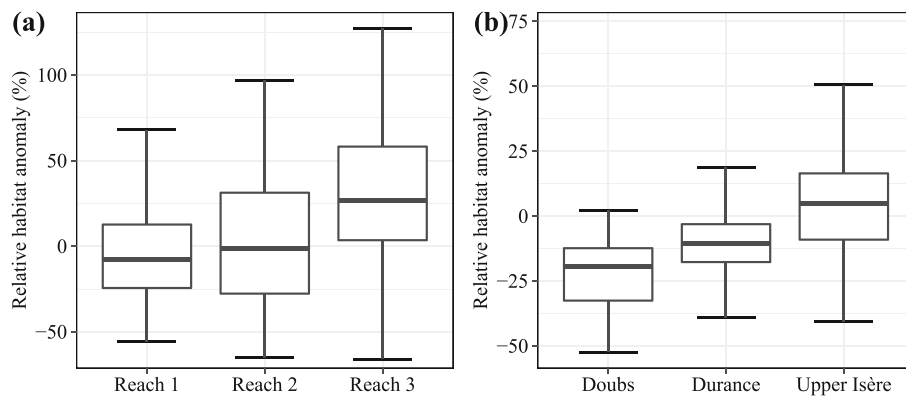 (a)
Relative habitat anomaly (%)
100
50
0
−50
Reach 1 Reach 2 Reach 3
(b)
Relative habitat anomaly (%)
75
50
25
0
−25
−50
Doubs Durance Upper Isère